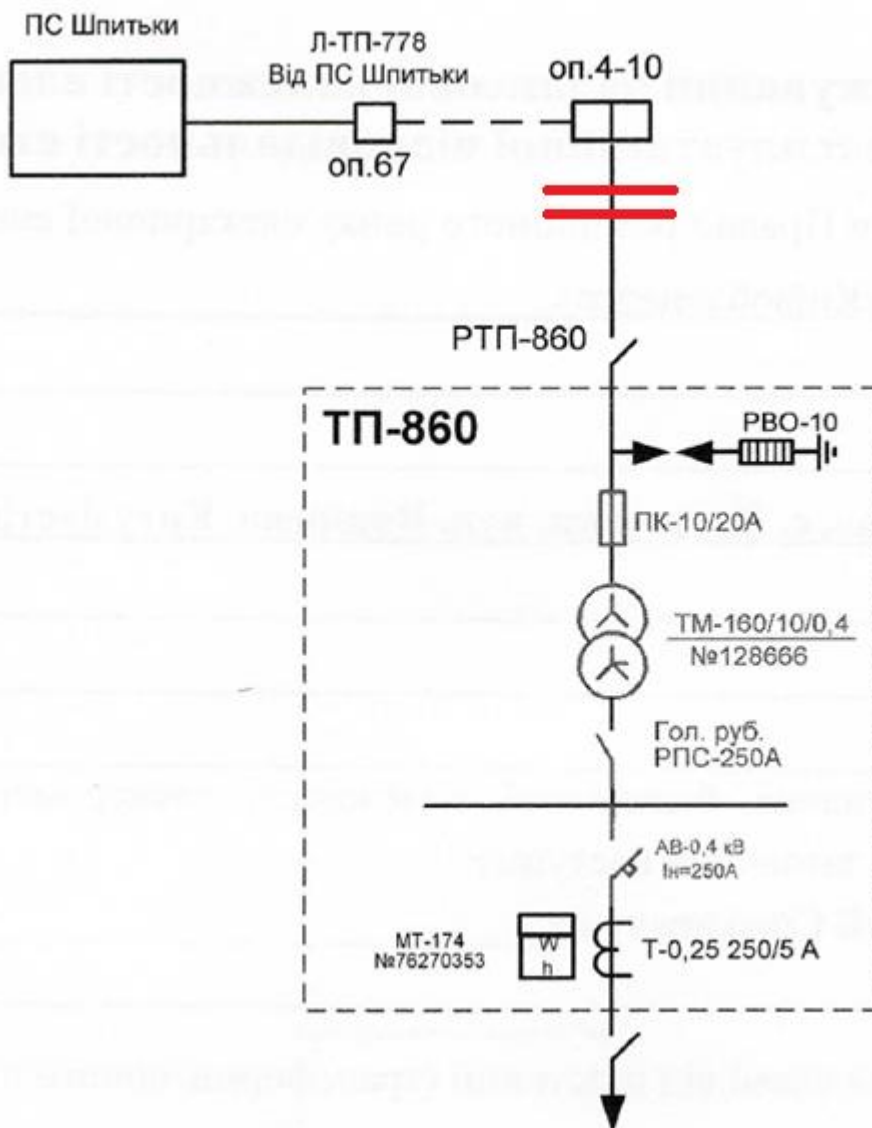 ПС Шпитьки
Л-ТП-778
Від ПС Шпитьки
оп.4-10
оп.67
РТП-860
ТП-860
РВО-10
ПК-10/20А
ТМ-160/10/0,4
№128666
Гол. руб.
РПС-250А
АВ-0,4 кВ
Iн=250А
МТ-174
№76270353
W
h
Т-0,25 250/5 А